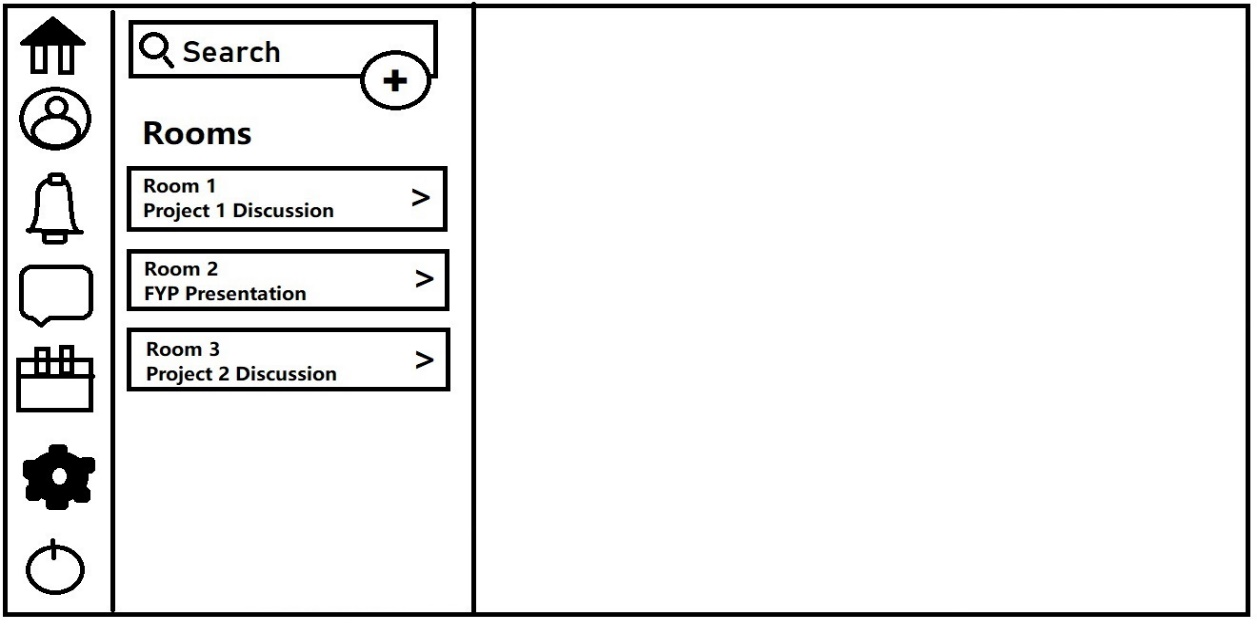 Search
+
Rooms
Room 1
Project 1 Discussion
>
Room 2
FYP Presentation
>
Room 3
Project 2 Discussion
>